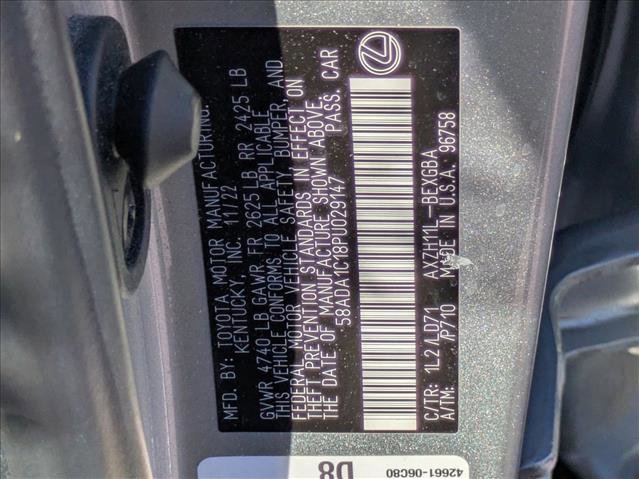 MFD. BY: TOYOTA MOTOR MANUFACTURING,
KENTUCKY, INC. 11/22
GVWR 4740 LB GAWR FR 2625 LB RR 2425 LB
THIS VEHICLE CONFORMS TO ALL APPLICABLE
FEDERAL MOTOR VEHICLE SAFETY, BUMPER, AND
THEFT PREVENTION STANDARDS IN EFFECT ON
THE DATE OF MANUFACTURE SHOWN ABOVE.
58ADA1C18PU029147 PASS. CAR
C/TR: 1L2 /LD71 AXZH11L-BEXGBA
A/TM: /P710 MADE IN U.S.A. 96758
D8
42661-06C80